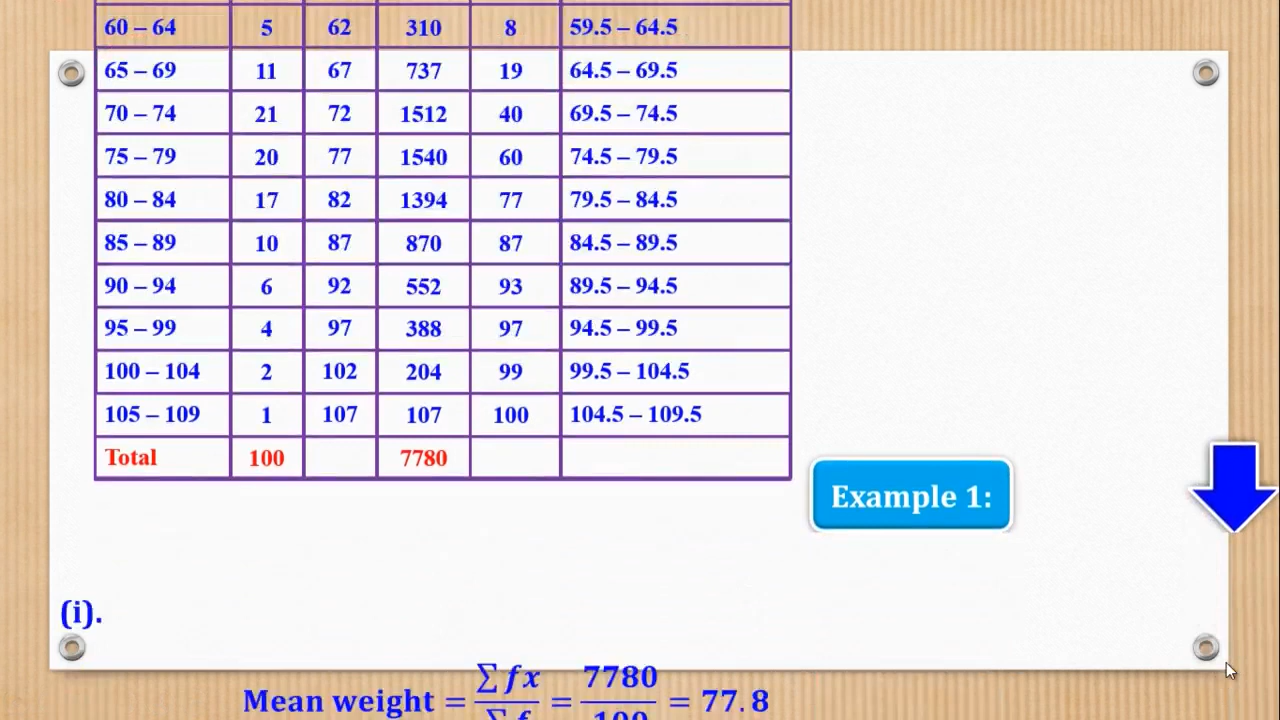 60 – 64 5 62 310 8 59.5 – 64.5
65 – 69 11 67 737 19 64.5 – 69.5
70 – 74 21 72 1512 40 69.5 – 74.5
75 – 79 20 77 1540 60 74.5 – 79.5
80 – 84 17 82 1394 77 79.5 – 84.5
85 – 89 10 87 870 87 84.5 – 89.5
90 – 94 6 92 552 93 89.5 – 94.5
95 – 99 4 97 388 97 94.5 – 99.5
100 – 104 2 102 204 99 99.5 – 104.5
105 – 109 1 107 107 100 104.5 – 109.5
Total 100 7780
Example 1:
(i).
Mean weight = ∑ fx / ∑ f = 7780 / 100 = 77.8